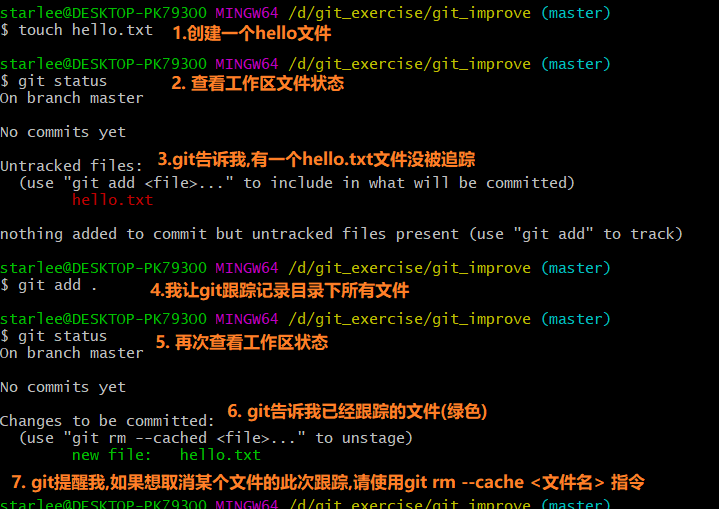 starlee@DESKTOP-PK793OO MINGW64 /d/git_exercise/git_improve (master)
$ touch hello.txt 1.创建一个hello文件
starlee@DESKTOP-PK793OO MINGW64 /d/git_exercise/git_improve (master)
$ git status 2. 查看工作区文件状态
On branch master
No commits yet
Untracked files: 3.git告诉我,有一个hello.txt文件没被追踪
(use "git add <file>..." to include in what will be committed)
hello.txt
nothing added to commit but untracked files present (use "git add" to track)
starlee@DESKTOP-PK793OO MINGW64 /d/git_exercise/git_improve (master)
$ git add . 4.我让git跟踪记录目录下所有文件
starlee@DESKTOP-PK793OO MINGW64 /d/git_exercise/git_improve (master)
$ git status 5. 再次查看工作区状态
On branch master
No commits yet
Changes to be committed: 6. git告诉我已经跟踪的文件(绿色)
(use "git rm --cached <file>..." to unstage)
new file: hello.txt
7. git提醒我,如果想取消某个文件的此次跟踪,请使用git rm --cache <文件名> 指令
starlee@DESKTOP-PK793OO MINGW64 /d/git_exercise/git_improve (master)